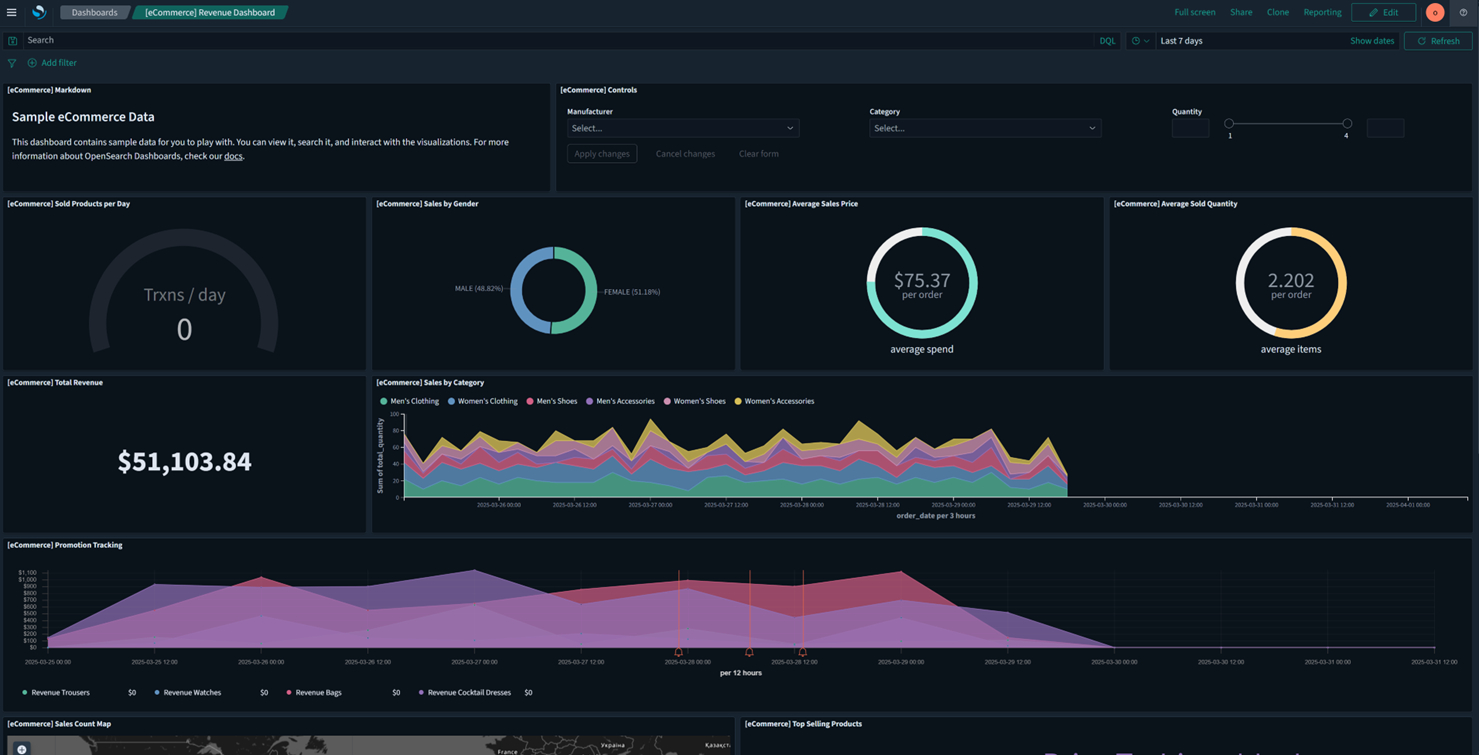 Dashboards
[eCommerce] Revenue Dashboard
Full screen Share Clone Reporting Edit o
Search DQL Last 7 days Show dates Refresh
Add filter
[eCommerce] Markdown
Sample eCommerce Data
This dashboard contains sample data for you to play with. You can view it, search it, and interact with the visualizations. For more
information about OpenSearch Dashboards, check our docs.
[eCommerce] Controls
Manufacturer Category Quantity
Select... Select...
1 4
Apply changes Cancel changes Clear form
[eCommerce] Sold Products per Day
Trxns / day
0
[eCommerce] Sales by Gender
MALE (48.82%) FEMALE (51.18%)
[eCommerce] Average Sales Price
$75.37
per order
average spend
[eCommerce] Average Sold Quantity
2.202
per order
average items
[eCommerce] Total Revenue
$51,103.84
[eCommerce] Sales by Category
Men's Clothing Women's Clothing Men's Shoes Men's Accessories Women's Shoes Women's Accessories
Sum of total_quantity
100
80
60
40
20
0
2025-03-26 00:00 2025-03-26 12:00 2025-03-27 00:00 2025-03-27 12:00 2025-03-28 00:00 2025-03-28 12:00 2025-03-29 00:00 2025-03-29 12:00 2025-03-30 00:00 2025-03-30 12:00 2025-03-31 00:00 2025-03-31 12:00 2025-04-01 00:00
order_date per 3 hours
[eCommerce] Promotion Tracking
$1,100
$1,000
$900
$800
$700
$600
$500
$400
$300
$200
$100
$0
2025-03-25 00:00 2025-03-25 12:00 2025-03-26 00:00 2025-03-26 12:00 2025-03-27 00:00 2025-03-27 12:00 2025-03-28 00:00 2025-03-28 12:00 2025-03-29 00:00 2025-03-29 12:00 2025-03-30 00:00 2025-03-30 12:00 2025-03-31 00:00 2025-03-31 12:00
per 12 hours
Revenue Trousers $0 Revenue Watches $0 Revenue Bags $0 Revenue Cocktail Dresses $0
[eCommerce] Sales Count Map
France Україна
[eCommerce] Top Selling Products